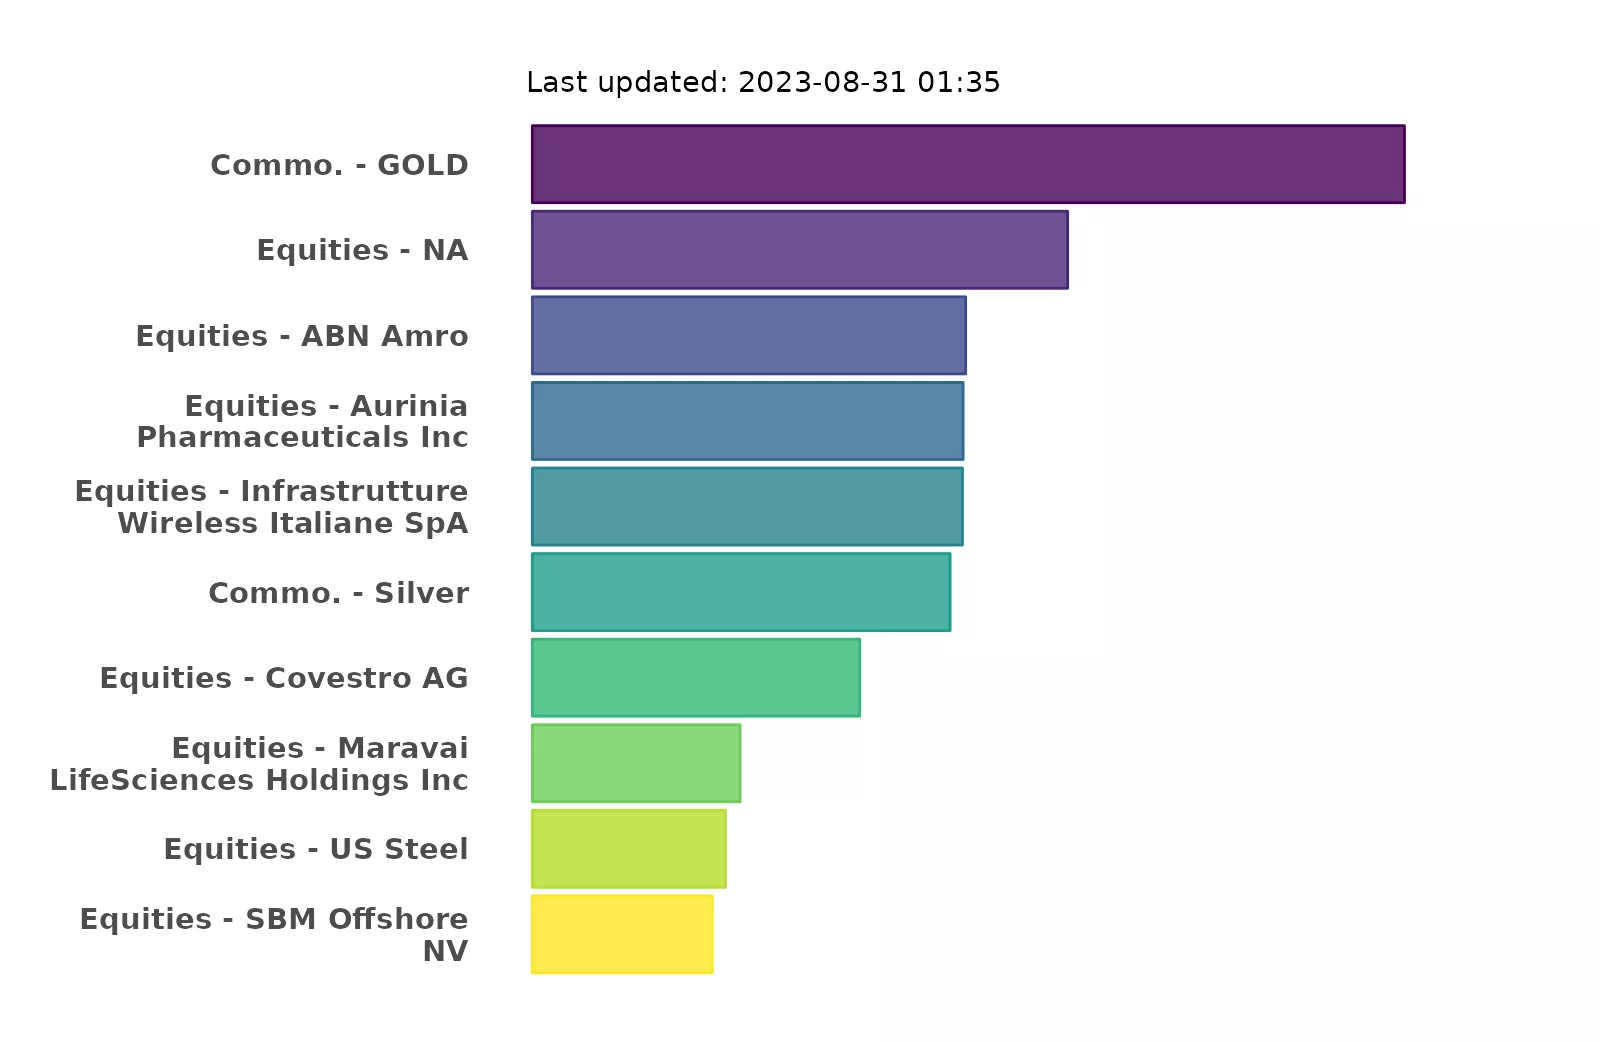 Last updated: 2023-08-31 01:35
Commo. - GOLD
Equities - NA
Equities - ABN Amro
Equities - Aurinia
Pharmaceuticals Inc
Equities - Infrastrutture
Wireless Italiane SpA
Commo. - Silver
Equities - Covestro AG
Equities - Maravai
LifeSciences Holdings Inc
Equities - US Steel
Equities - SBM Offshore
NV